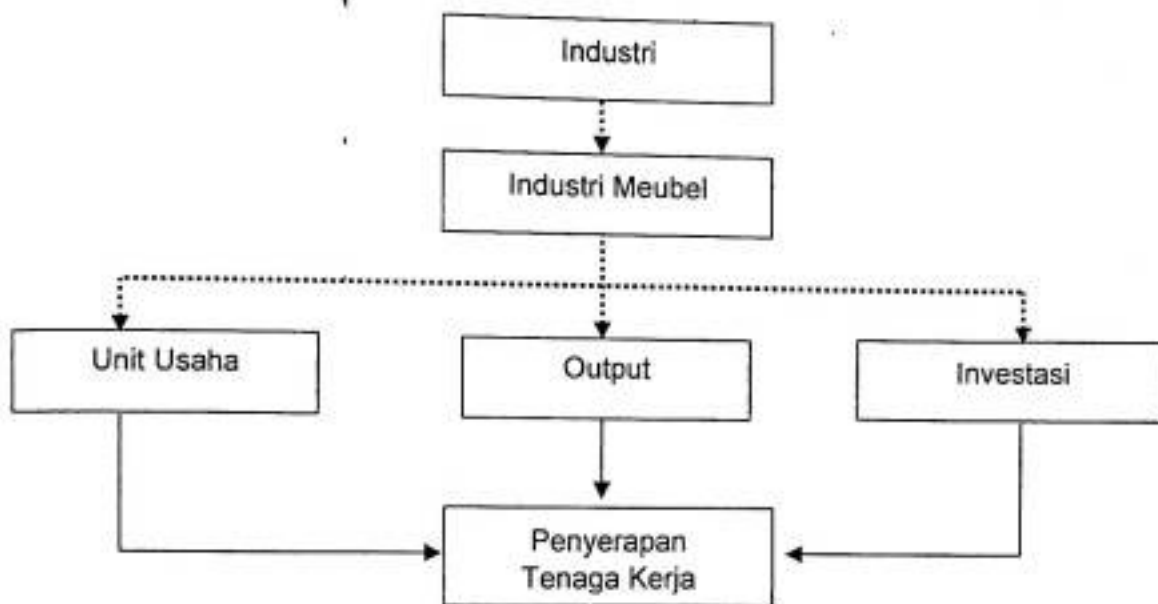 Industri
Industri Meubel
Unit Usaha
Output
Investasi
Penyerapan
Tenaga Kerja